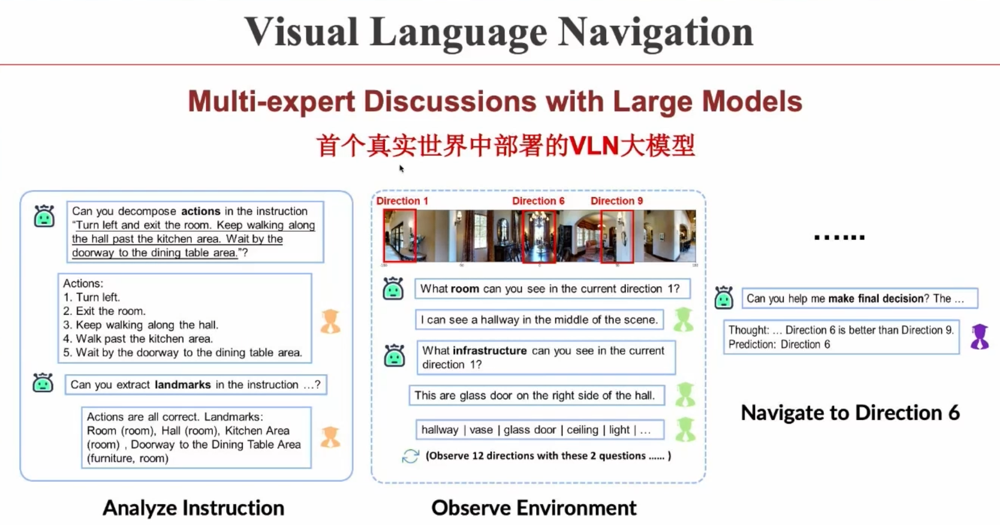 Visual Language Navigation
Multi-expert Discussions with Large Models
首个真实世界中部署的VLN大模型
Can you decompose actions in the instruction
“Turn left and exit the room. Keep walking along
the hall past the kitchen area. Wait by the
doorway to the dining table area.”?
Actions:
1. Turn left.
2. Exit the room.
3. Keep walking along the hall.
4. Walk past the kitchen area.
5. Wait by the doorway to the dining table area.
Can you extract landmarks in the instruction …?
Actions are all correct. Landmarks:
Room (room), Hall (room), Kitchen Area
(room) , Doorway to the Dining Table Area
(furniture, room)
Analyze Instruction
Direction 1
Direction 6
Direction 9
0
180
What room can you see in the current direction 1?
I can see a hallway in the middle of the scene.
What infrastructure can you see in the current
direction 1?
This are glass door on the right side of the hall.
hallway | vase | glass door | ceiling | light | …
(Observe 12 directions with these 2 questions ...... )
Observe Environment
……
Can you help me make final decision? The …
Thought: … Direction 6 is better than Direction 9.
Prediction: Direction 6
Navigate to Direction 6